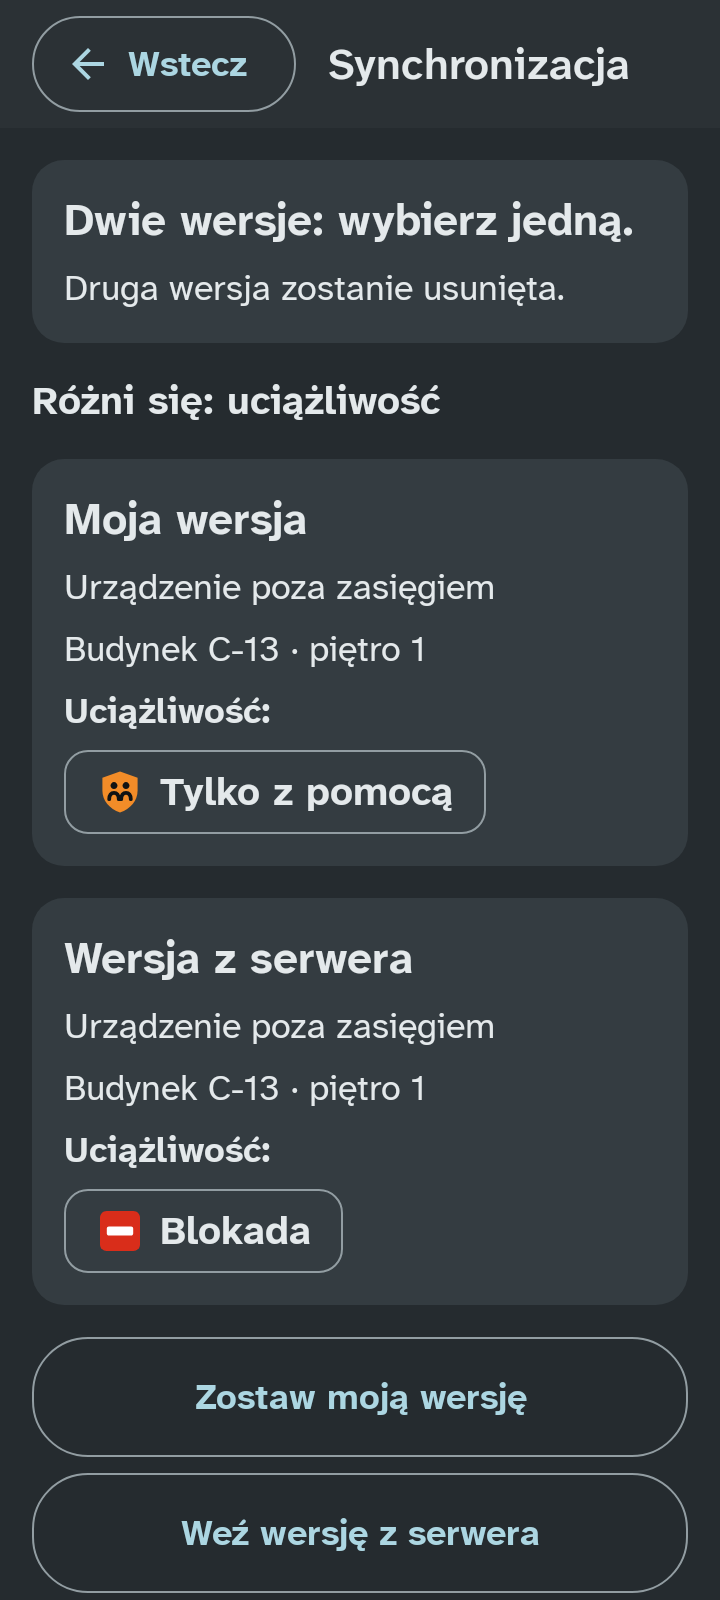 Wstecz
Synchronizacja
Dwie wersje: wybierz jedną.
Druga wersja zostanie usunięta.
Różni się: uciążliwość
Moja wersja
Urządzenie poza zasięgiem
Budynek C-13 · piętro 1
Uciążliwość:
Tylko z pomocą
Wersja z serwera
Urządzenie poza zasięgiem
Budynek C-13 · piętro 1
Uciążliwość:
Blokada
Zostaw moją wersję
Weź wersję z serwera